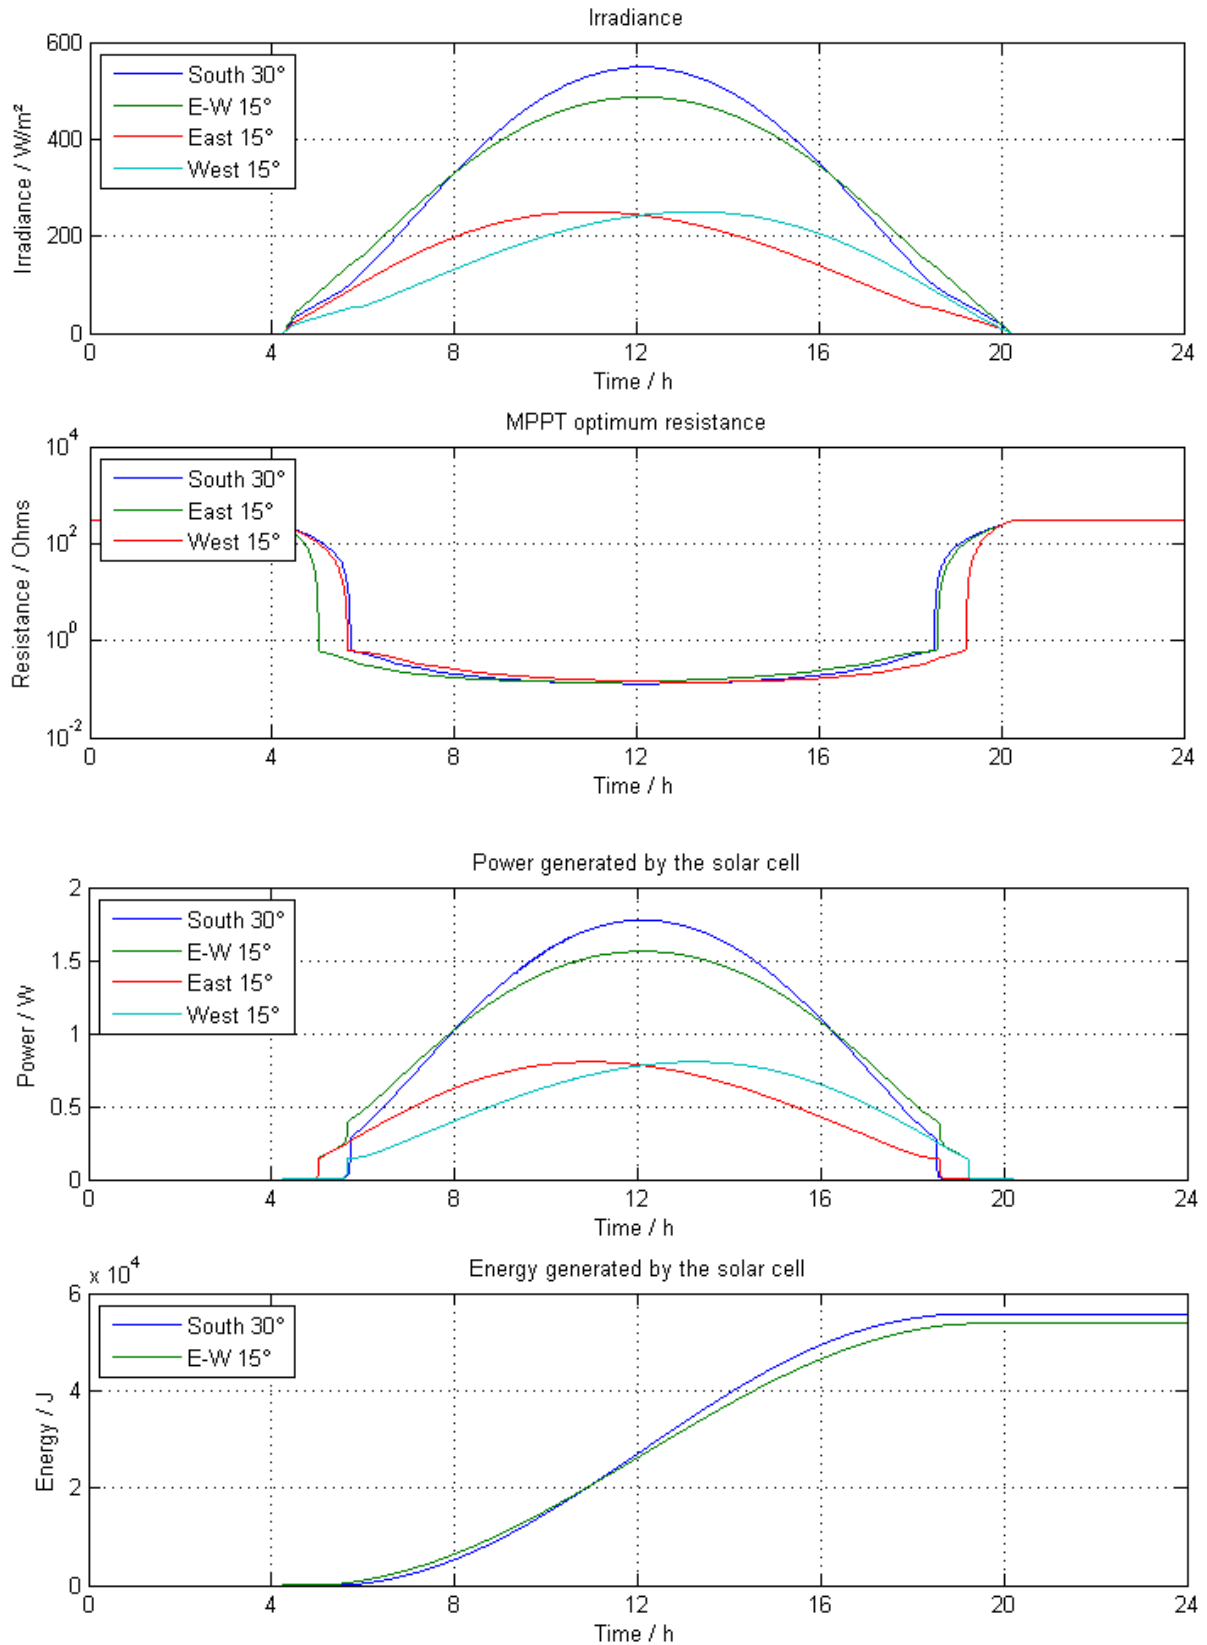 Irradiance
600
400
200
0
Irradiance / W/m²
South 30°
E-W 15°
East 15°
West 15°
0 4 8 12 16 20 24
Time / h
MPPT optimum resistance
10^4
10^2
10^0
10^-2
Resistance / Ohms
South 30°
East 15°
West 15°
0 4 8 12 16 20 24
Time / h
Power generated by the solar cell
2
1.5
1
0.5
0
Power / W
South 30°
E-W 15°
East 15°
West 15°
0 4 8 12 16 20 24
Time / h
x 10^4
Energy generated by the solar cell
6
4
2
0
Energy / J
South 30°
E-W 15°
0 4 8 12 16 20 24
Time / h